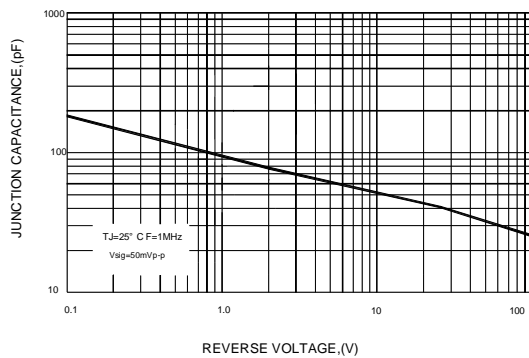 1000
JUNCTION CAPACITANCE,(pF)
100
TJ=25° C F=1MHz
Vsig=50mVp-p
10
0.1 1.0 10 100
REVERSE VOLTAGE,(V)